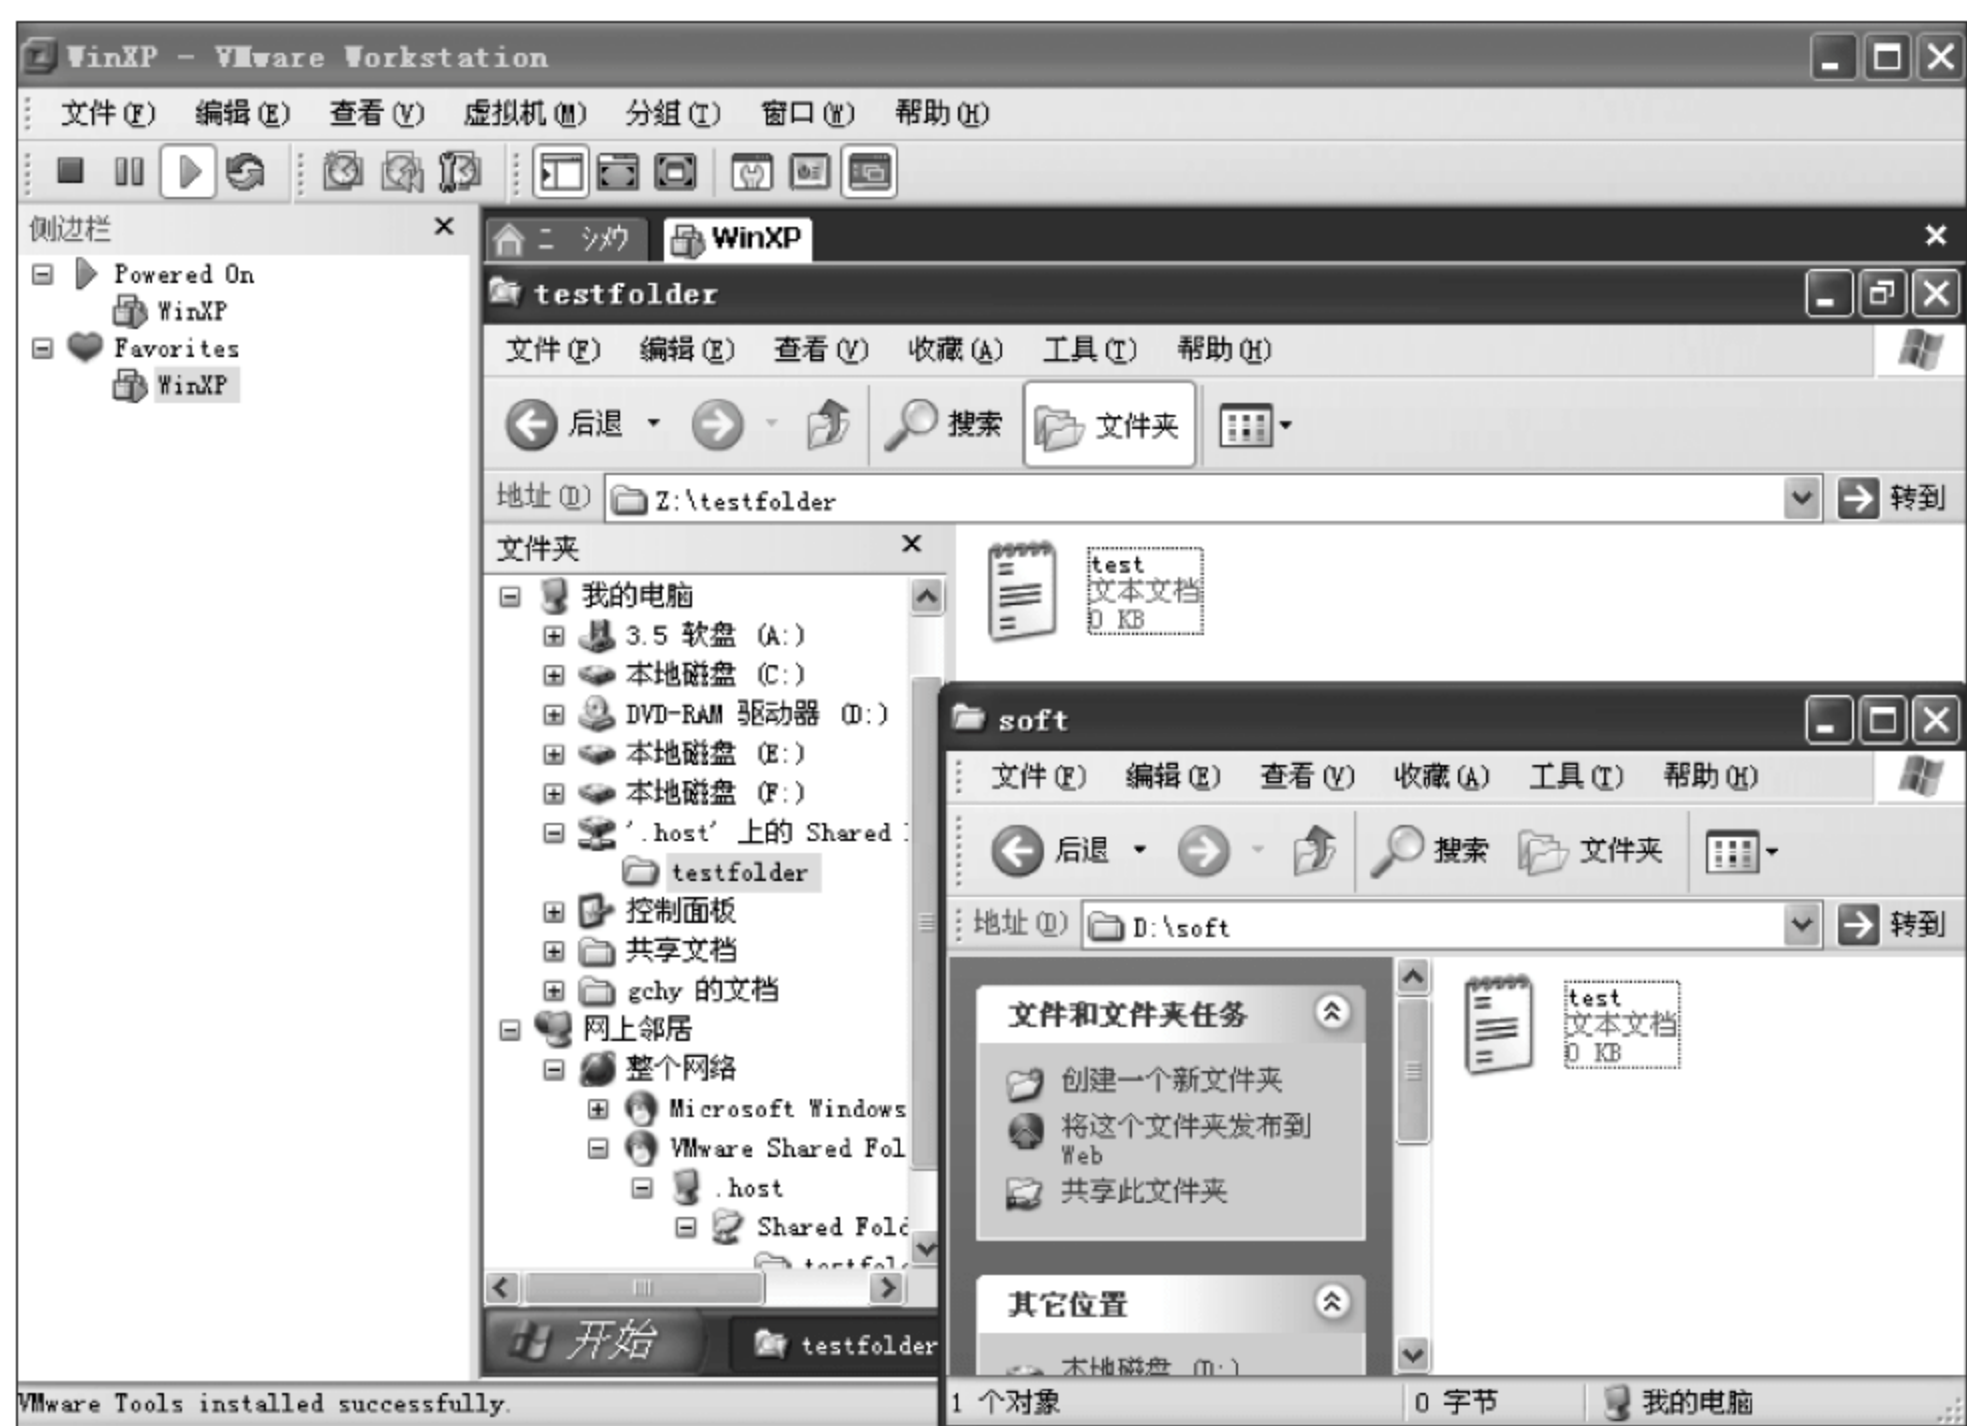 WinXP - VMware Workstation
文件(F) 编辑(E) 查看(V) 虚拟机(M) 分组(T) 窗口(W) 帮助(H)
侧边栏
Powered On
WinXP
Favorites
WinXP
ニ シメウ WinXP
testfolder
文件(F) 编辑(E) 查看(V) 收藏(A) 工具(T) 帮助(H)
后退 搜索 文件夹
地址(D) Z:\testfolder 转到
文件夹
我的电脑
3.5 软盘 (A:)
本地磁盘 (C:)
DVD-RAM 驱动器 (D:)
本地磁盘 (E:)
本地磁盘 (F:)
'.host' 上的 Shared
testfolder
控制面板
共享文档
gchy 的文档
网上邻居
整个网络
Microsoft Windows
VMware Shared Fol
.host
Shared Fold
testfol
开始 testfolder
test
文本文档
0 KB
soft
文件(F) 编辑(E) 查看(V) 收藏(A) 工具(T) 帮助(H)
后退 搜索 文件夹
地址(D) D:\soft 转到
文件和文件夹任务
创建一个新文件夹
将这个文件夹发布到
Web
共享此文件夹
其它位置
本地磁盘 (D:)
test
文本文档
0 KB
1 个对象 0 字节 我的电脑
VMware Tools installed successfully.